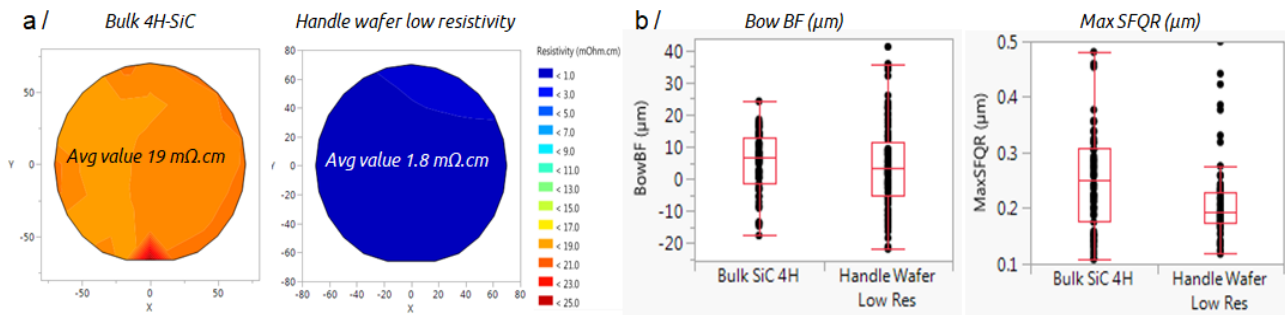 a /
Bulk 4H-SiC
Handle wafer low resistivity
b /
Bow BF (µm)
Max SFQR (µm)
50
0
-50
Y
Avg value 19 mΩ.cm
-50
0
50
X
80
60
40
20
0
-20
-40
-60
-80
Y
Avg value 1.8 mΩ.cm
-80
-60
-40
-20
0
20
40
60
80
X
Resistivity (mOhm.cm)
< 1.0
< 3.0
< 5.0
< 7.0
< 9.0
< 11.0
< 13.0
< 15.0
< 17.0
< 19.0
< 21.0
< 23.0
< 25.0
BowBF (µm)
40
30
20
10
0
-10
-20
Bulk SiC 4H
Handle Wafer
Low Res
MaxSFQR (µm)
0.5
0.4
0.3
0.2
0.1
Bulk SiC 4H
Handle Wafer
Low Res